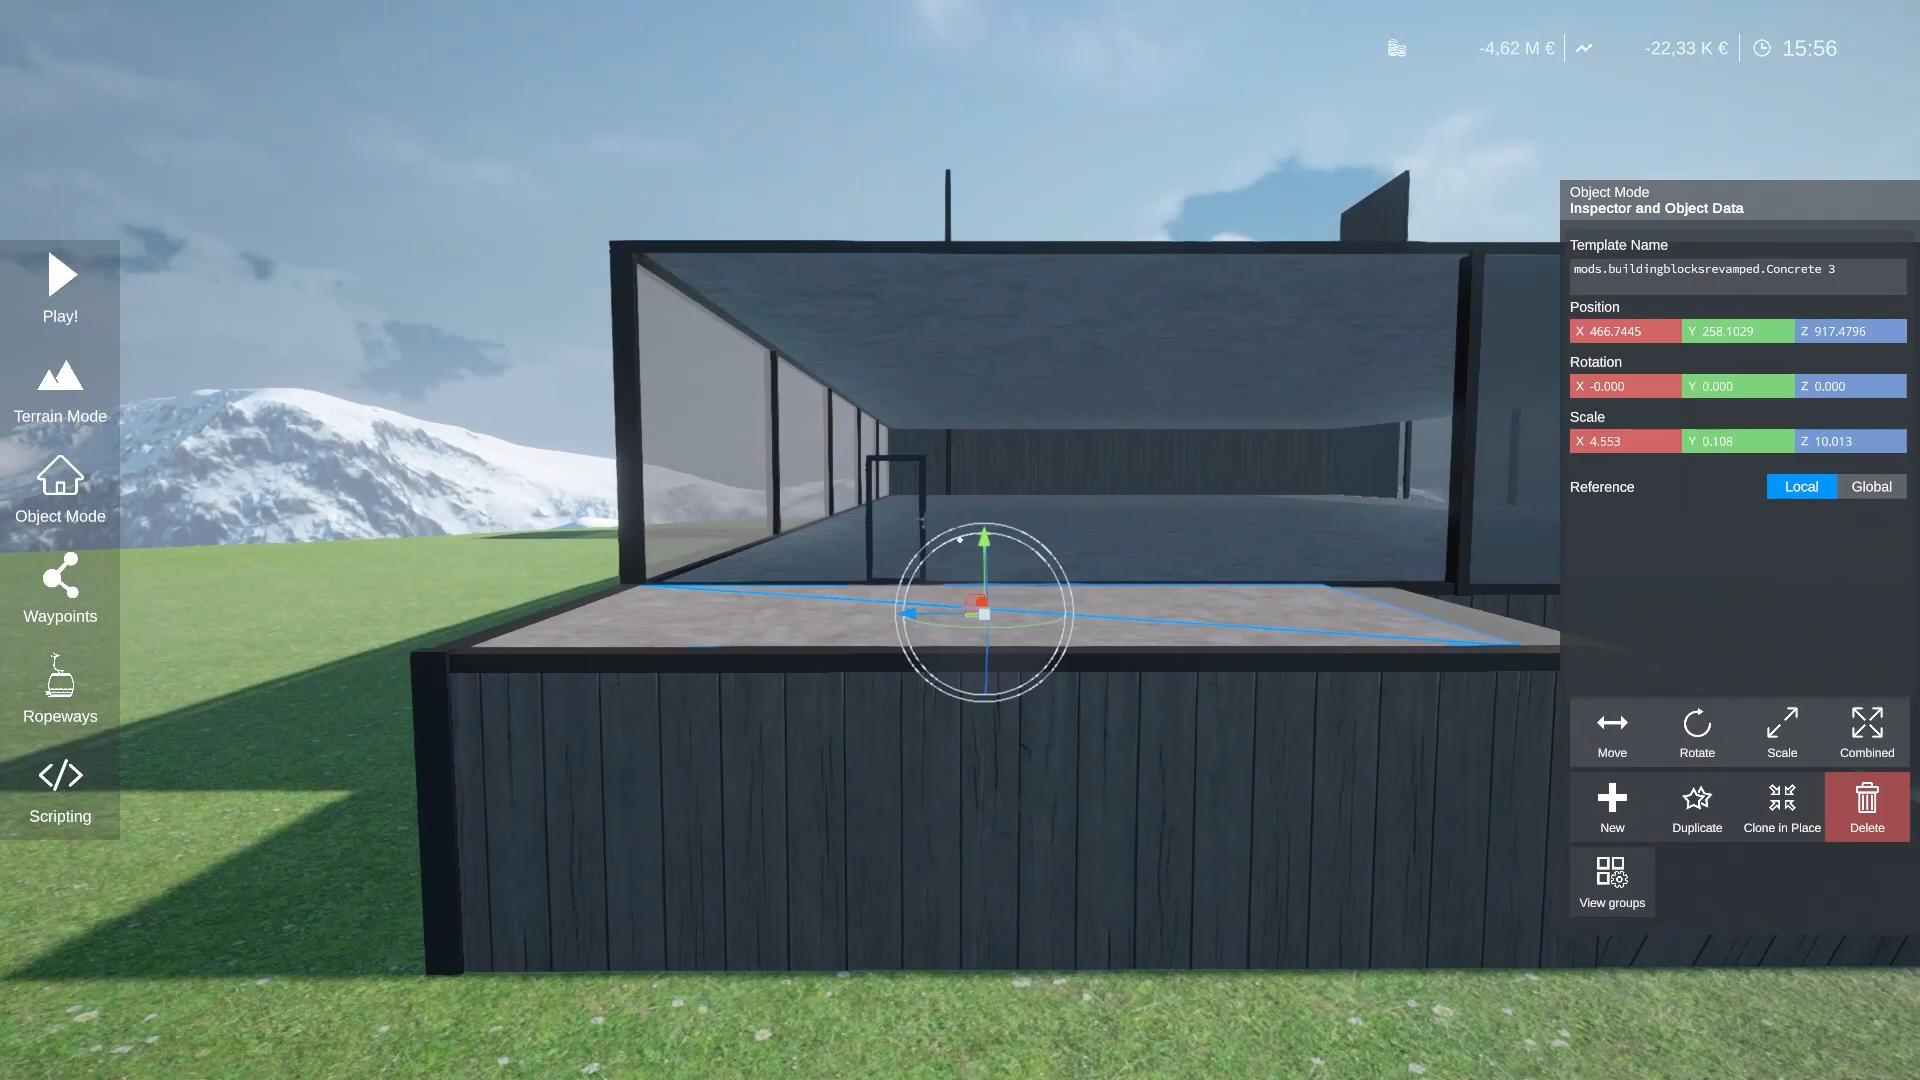 -4,62 M €
-22,33 K €
15:56
Play!
Terrain Mode
Object Mode
Waypoints
Ropeways
Scripting
Object Mode
Inspector and Object Data
Template Name
mods.buildingblocksrevamped.Concrete 3
Position
X 466.7445 Y 258.1029 Z 917.4796
Rotation
X -0.000 Y 0.000 Z 0.000
Scale
X 4.553 Y 0.108 Z 10.013
Reference Local Global
Move Rotate Scale Combined
New Duplicate Clone in Place Delete
View groups